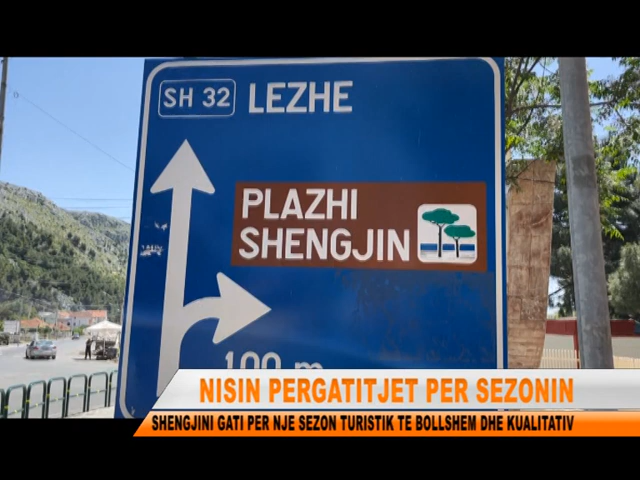 SH 32 LEZHE
PLAZHI
SHENGJIN
100 m
NISIN PERGATITJET PER SEZONIN
SHENGJINI GATI PER NJE SEZON TURISTIK TE BOLLSHEM DHE KUALITATIV